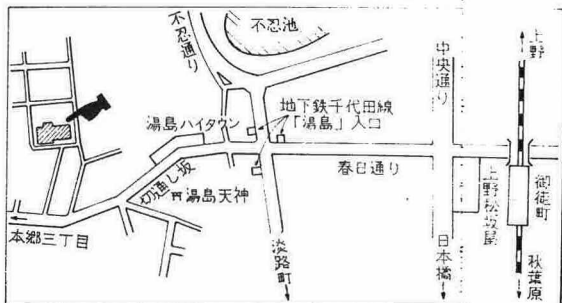 不忍通り
不忍池
中央通り
上野
地下鉄千代田線
「湯島」入口
湯島ハイタウン
春日通り
切通し坂
湯島天神
上野松坂屋
御徒町
本郷三丁目
淡路町
日本橋
秋葉原